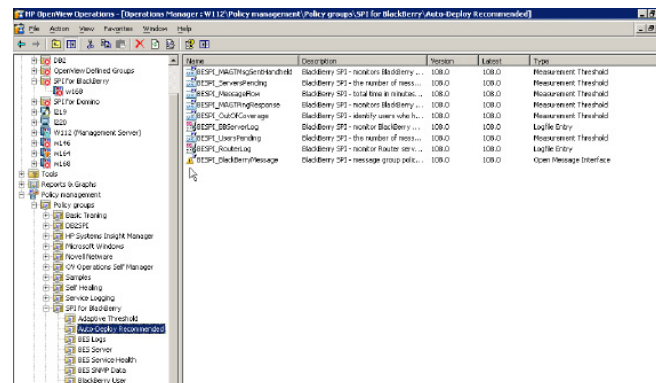 HP OpenView Operations - [Operations Manager : W112\Policy management\Policy groups\SPI for BlackBerry\Auto-Deploy Recommended]
File Action View Favorites Window Help
DB2
OpenView Defined Groups
SPI for BlackBerry
w168
SPI for Domino
I219
I220
W112 (Management Server)
w146
w164
w168
Tools
Reports & Graphs
Policy management
Policy groups
Basic Training
DB2SPI
HP Systems Insight Manager
Microsoft Windows
Novell Netware
OV Operations Self Manager
Samples
Self Healing
Service Logging
SPI for BlackBerry
Adaptive Threshold
Auto-Deploy Recommended
BES Logs
BES Server
BES Service Health
BES SNMP Data
BlackBerry User
Name Description Version Latest Type
BESPI_MAGTMsgSentHandheld BlackBerry SPI - monitors BlackBerry ... 108.0 108.0 Measurement Threshold
BESPI_ServersPending BlackBerry SPI - the number of mess... 108.0 108.0 Measurement Threshold
BESPI_MessageFlow BlackBerry SPI - total time in minutes... 108.0 108.0 Measurement Threshold
BESPI_MAGTPingResponse BlackBerry SPI - monitors BlackBerry ... 108.0 108.0 Measurement Threshold
BESPI_OutOfCoverage BlackBerry SPI - identify users who h... 108.0 108.0 Measurement Threshold
BESPI_BBServerLog BlackBerry SPI - monitor BlackBerry ... 108.0 108.0 Logfile Entry
BESPI_UsersPending BlackBerry SPI - the number of mess... 108.0 108.0 Measurement Threshold
BESPI_RouterLog BlackBerry SPI - monitor Router serv... 108.0 108.0 Logfile Entry
BESPI_BlackBerryMessage BlackBerry SPI - message group polic... 108.0 108.0 Open Message Interface